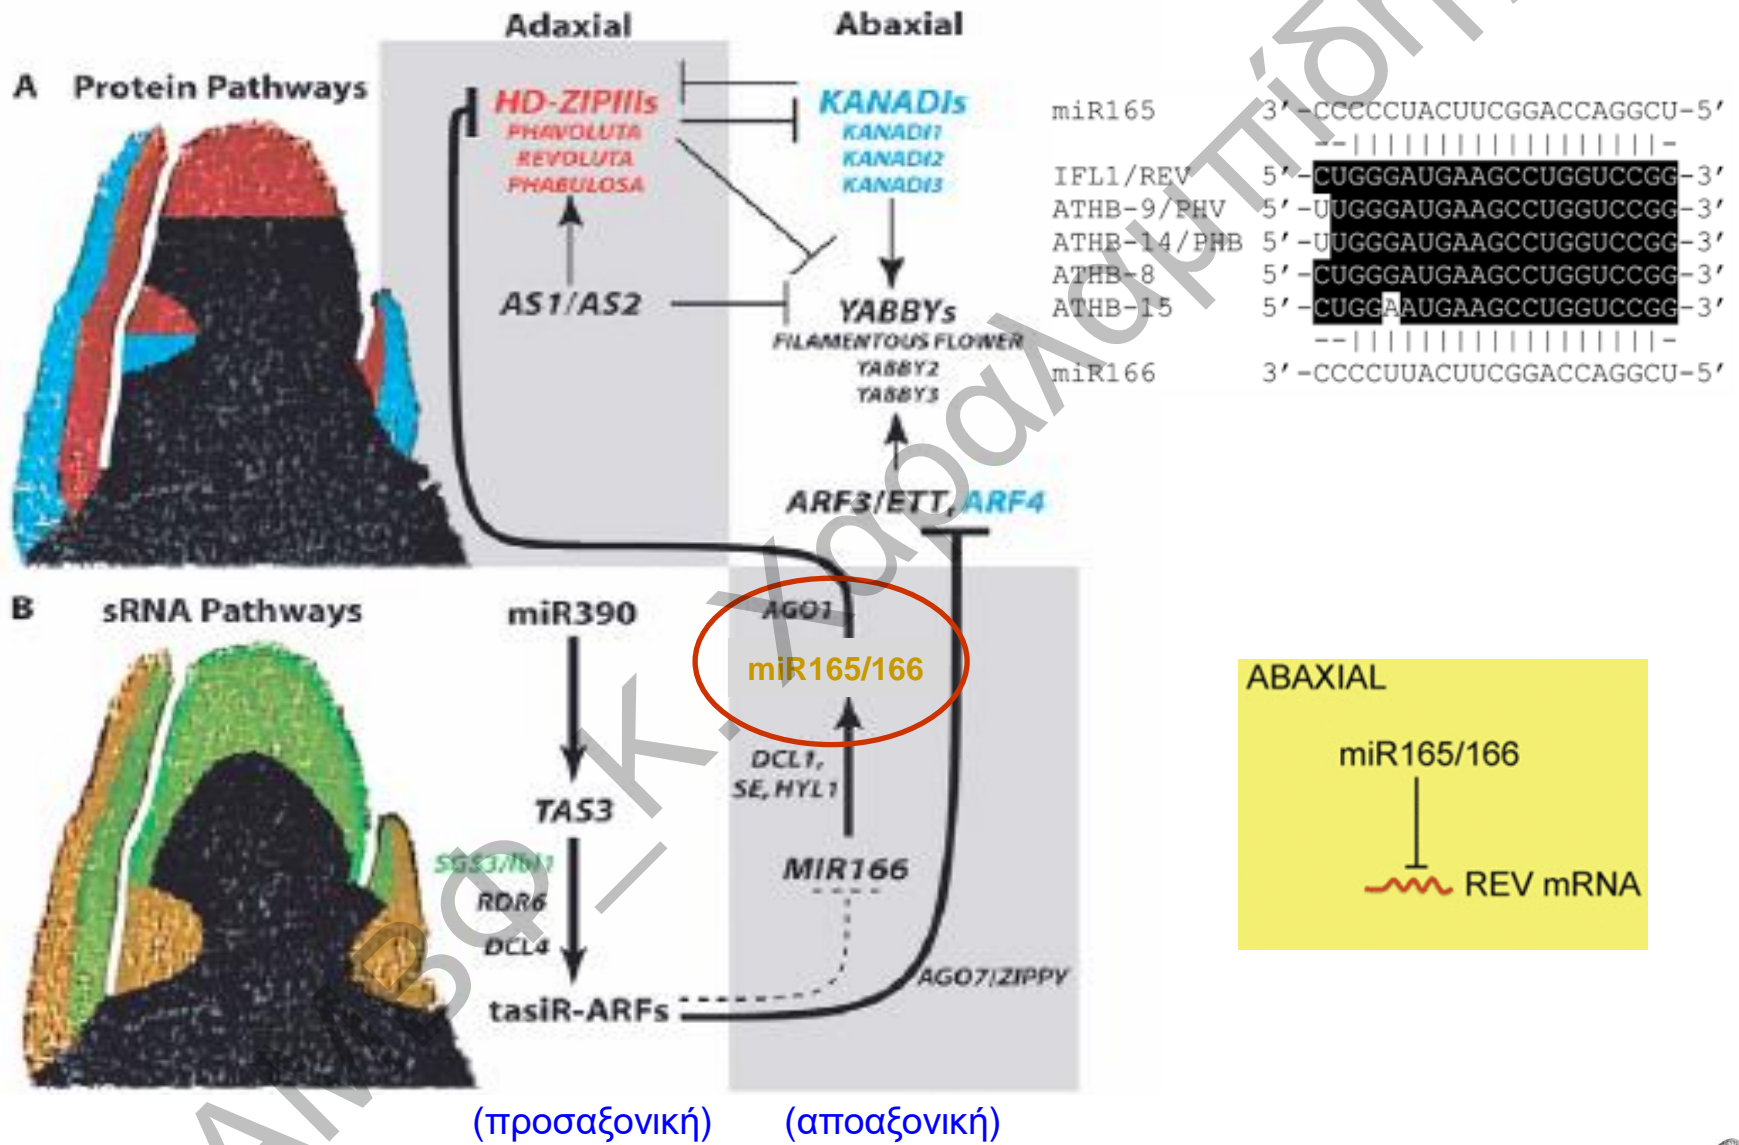 Adaxial
Abaxial
A Protein Pathways
HD-ZIPIIIs
PHAVOLUTA
REVOLUTA
PHABULOSA
KANADIs
KANADI1
KANADI2
KANADI3
AS1/AS2
YABBYs
FILAMENTOUS FLOWER
YABBY2
YABBY3
ARF3/ETT, ARF4
miR165 3'-CCCCCUACUUCGGACCAGGCU-5'
IFL1/REV 5'-CUGGGAUGAAGCCUGGUCCGG-3'
ATHB-9/PHV 5'-UUGGGAUGAAGCCUGGUCCGG-3'
ATHB-14/PHB 5'-UUGGGAUGAAGCCUGGUCCGG-3'
ATHB-8 5'-CUGGGAUGAAGCCUGGUCCGG-3'
ATHB-15 5'-CUGGAAUGAAGCCUGGUCCGG-3'
miR166 3'-CCCCUUACUUCGGACCAGGCU-5'
B sRNA Pathways
miR390
TAS3
SGS3/lbl1
RDR6
DCL4
tasiR-ARFs
AGO1
miR165/166
DCL1,
SE, HYL1
MIR166
AGO7/ZIPPY
ABAXIAL
miR165/166
REV mRNA
(προσαξονική) (αποαξονική)
Κ. Χαραλαμπίδη